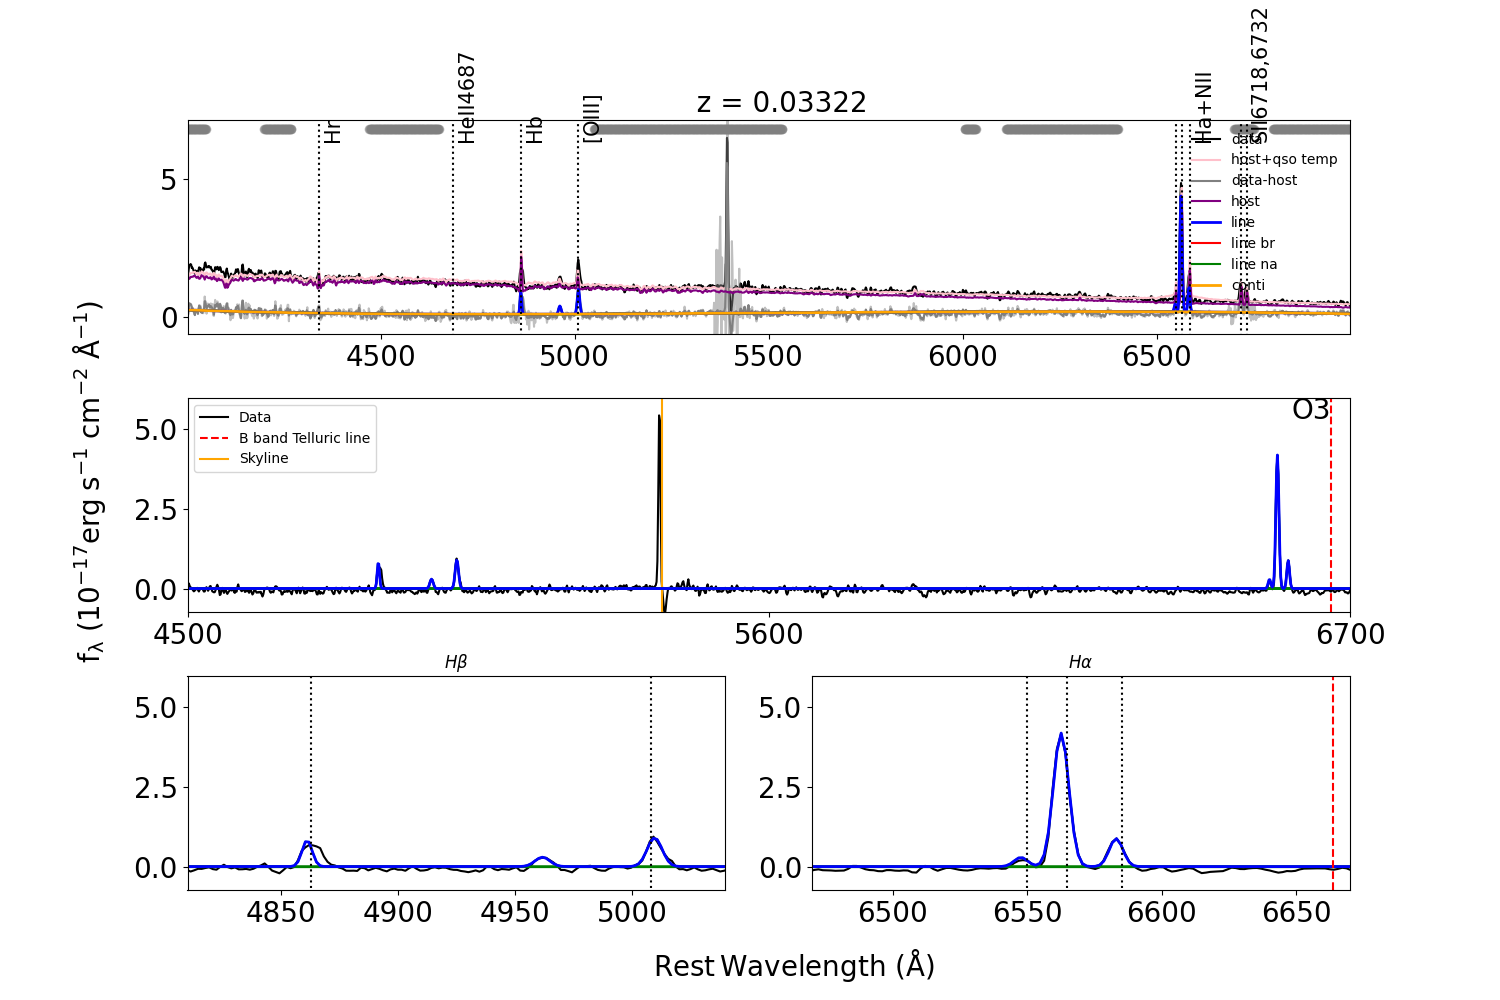 z = 0.03322
Hr
HeII4687
Hb
[OIII]
Ha+NII
SII6718,6732
data
host+qso temp
data-host
host
line
line br
line na
conti
5
0
4500 5000 5500 6000 6500
f_λ (10^−17 erg s^−1 cm^−2 Å^−1)
Data
B band Telluric line
Skyline
O3
5.0
2.5
0.0
4500 5600 6700
Hβ
5.0
2.5
0.0
4850 4900 4950 5000
Hα
5.0
2.5
0.0
6500 6550 6600 6650
Rest Wavelength (Å)